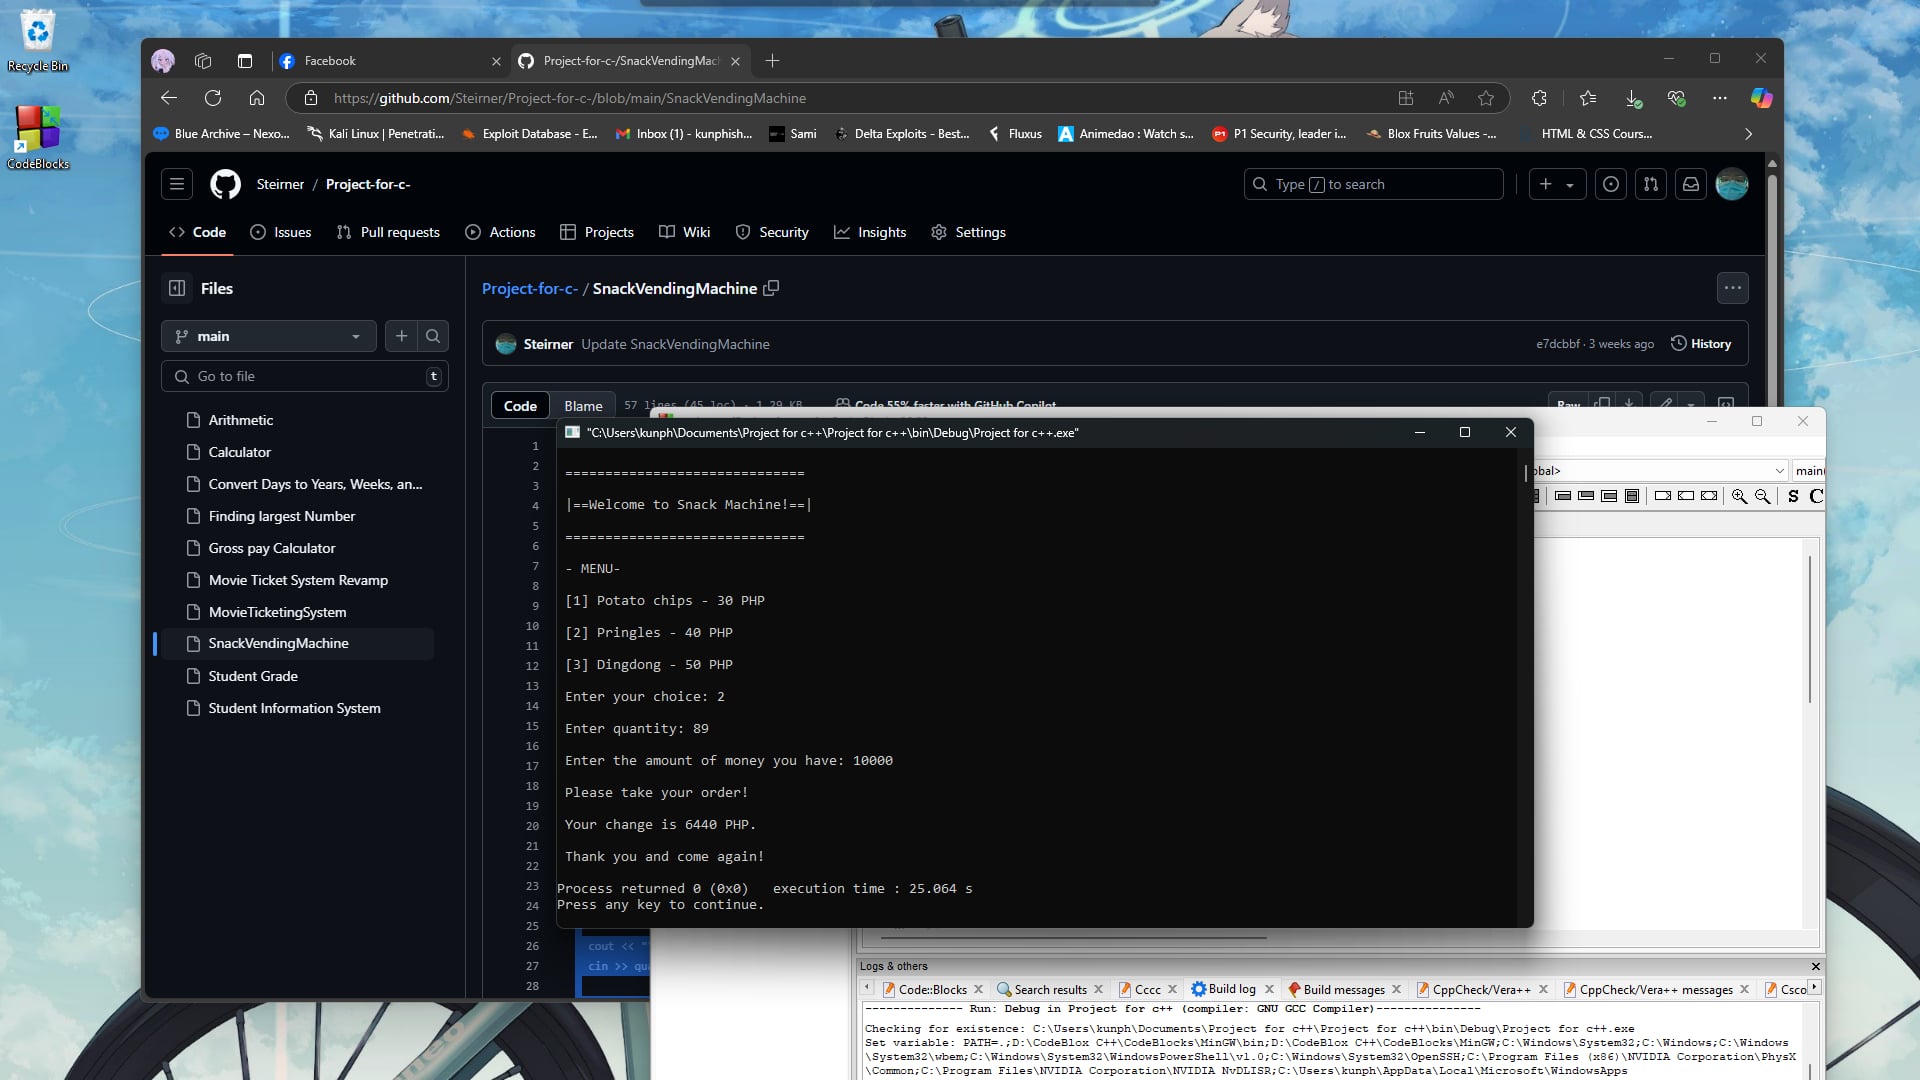 Recycle Bin
CodeBlocks
Facebook
Project-for-c-/SnackVendingMac
https://github.com/Steirner/Project-for-c-/blob/main/SnackVendingMachine
Blue Archive – Nexo...
Kali Linux | Penetrati...
Exploit Database - E...
Inbox (1) - kunphish...
Sami
Delta Exploits - Best...
Fluxus
Animedao : Watch s...
P1 Security, leader i...
Blox Fruits Values -...
HTML & CSS Cours...
Steirner / Project-for-c-
Type / to search
Code
Issues
Pull requests
Actions
Projects
Wiki
Security
Insights
Settings
Files
main
Go to file
t
Arithmetic
Calculator
Convert Days to Years, Weeks, an...
Finding largest Number
Gross pay Calculator
Movie Ticket System Revamp
MovieTicketingSystem
SnackVendingMachine
Student Grade
Student Information System
Project-for-c- / SnackVendingMachine
Steirner Update SnackVendingMachine
e7dcbbf · 3 weeks ago
History
Code
Blame
57 lines (45 loc) · 1.29 KB
Code 55% faster with GitHub Copilot
Raw
1
2
3
4
5
6
7
8
9
10
11
12
13
14
15
16
17
18
19
20
21
22
23
24
25
26
27
28
cout << "
cin >> qua
"C:\Users\kunph\Documents\Project for c++\Project for c++\bin\Debug\Project for c++.exe"
==============================
|==Welcome to Snack Machine!==|
==============================
- MENU-
[1] Potato chips - 30 PHP
[2] Pringles - 40 PHP
[3] Dingdong - 50 PHP
Enter your choice: 2
Enter quantity: 89
Enter the amount of money you have: 10000
Please take your order!
Your change is 6440 PHP.
Thank you and come again!
Process returned 0 (0x0)   execution time : 25.064 s
Press any key to continue.
obal>
main(
S C
Logs & others
Code::Blocks
Search results
Cccc
Build log
Build messages
CppCheck/Vera++
CppCheck/Vera++ messages
Csco
-------------- Run: Debug in Project for c++ (compiler: GNU GCC Compiler)---------------
Checking for existence: C:\Users\kunph\Documents\Project for c++\Project for c++\bin\Debug\Project for c++.exe
Set variable: PATH=.;D:\CodeBlox C++\CodeBlocks\MinGW\bin;D:\CodeBlox C++\CodeBlocks\MinGW;C:\Windows\System32;C:\Windows;C:\Windows
\System32\wbem;C:\Windows\System32\WindowsPowerShell\v1.0;C:\Windows\System32\OpenSSH;C:\Program Files (x86)\NVIDIA Corporation\PhysX
\Common;C:\Program Files\NVIDIA Corporation\NVIDIA NvDLISR;C:\Users\kunph\AppData\Local\Microsoft\WindowsApps